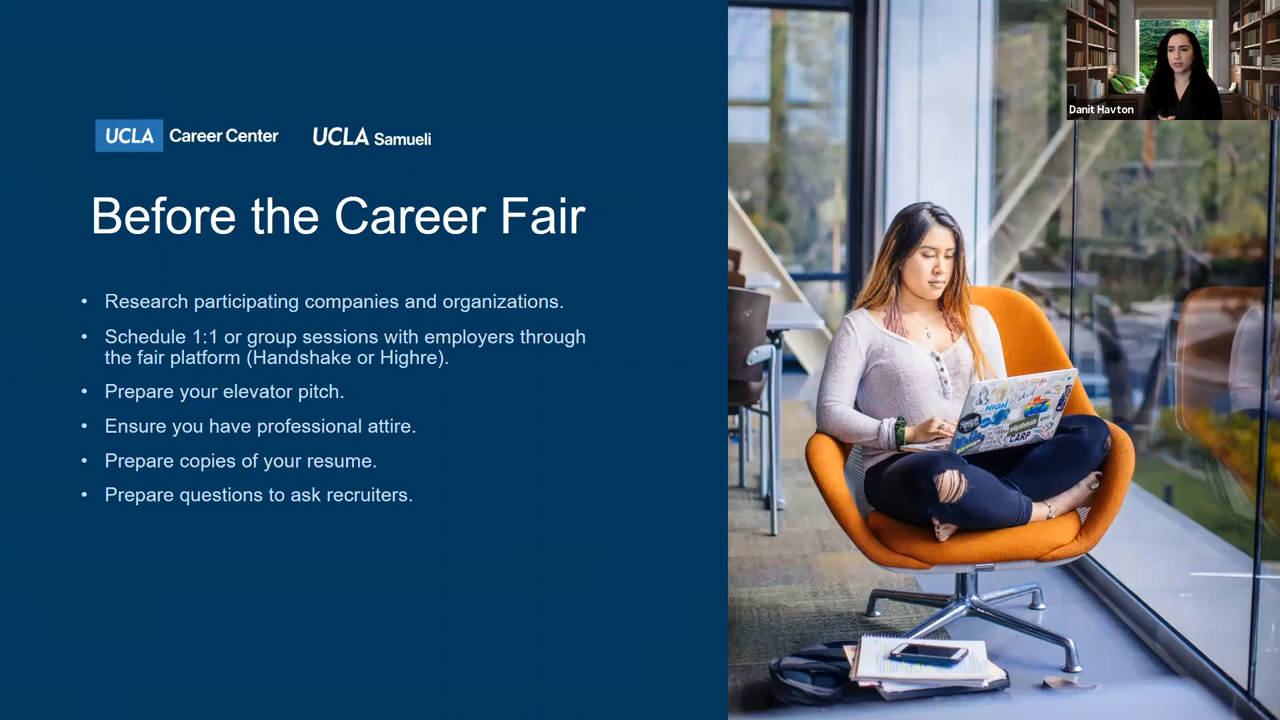 Danit Havton
UCLA Career Center
UCLA Samueli
Before the Career Fair
• Research participating companies and organizations.
• Schedule 1:1 or group sessions with employers through
the fair platform (Handshake or Highre).
• Prepare your elevator pitch.
• Ensure you have professional attire.
• Prepare copies of your resume.
• Prepare questions to ask recruiters.
HIGH
CARP